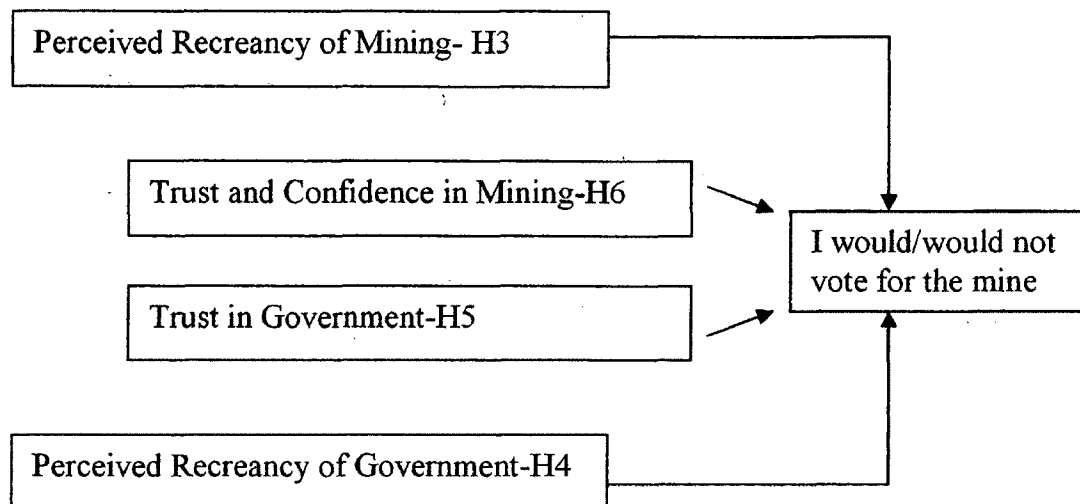 Perceived Recreancy of Mining- H3
Trust and Confidence in Mining-H6
I would/would not
vote for the mine
Trust in Government-H5
Perceived Recreancy of Government-H4